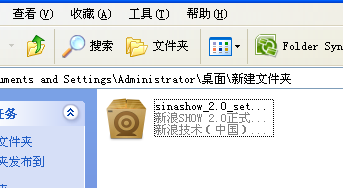 查看(V) 收藏(A) 工具(T) 帮助(H)
搜索 文件夹 Folder Syn
uments and Settings\Administrator\桌面\新建文件夹
任务
sinashow_2.0_set...
新浪SHOW 2.0正式...
新浪技术(中国)...
文件夹
夹发布到